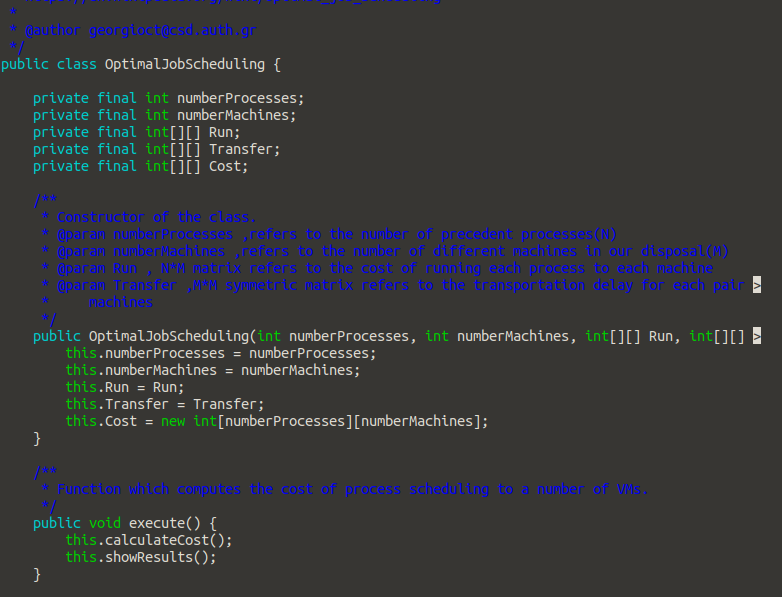 *
* @author georgioct@csd.auth.gr
*/
public class OptimalJobScheduling {
private final int numberProcesses;
private final int numberMachines;
private final int[][] Run;
private final int[][] Transfer;
private final int[][] Cost;
/**
* Constructor of the class.
* @param numberProcesses ,refers to the number of precedent processes(N)
* @param numberMachines ,refers to the number of different machines in our disposal(M)
* @param Run , N*M matrix refers to the cost of running each process to each machine
* @param Transfer ,M*M symmetric matrix refers to the transportation delay for each pair >
* machines
*/
public OptimalJobScheduling(int numberProcesses, int numberMachines, int[][] Run, int[][] >
this.numberProcesses = numberProcesses;
this.numberMachines = numberMachines;
this.Run = Run;
this.Transfer = Transfer;
this.Cost = new int[numberProcesses][numberMachines];
}
/**
* Function which computes the cost of process scheduling to a number of VMs.
*/
public void execute() {
this.calculateCost();
this.showResults();
}